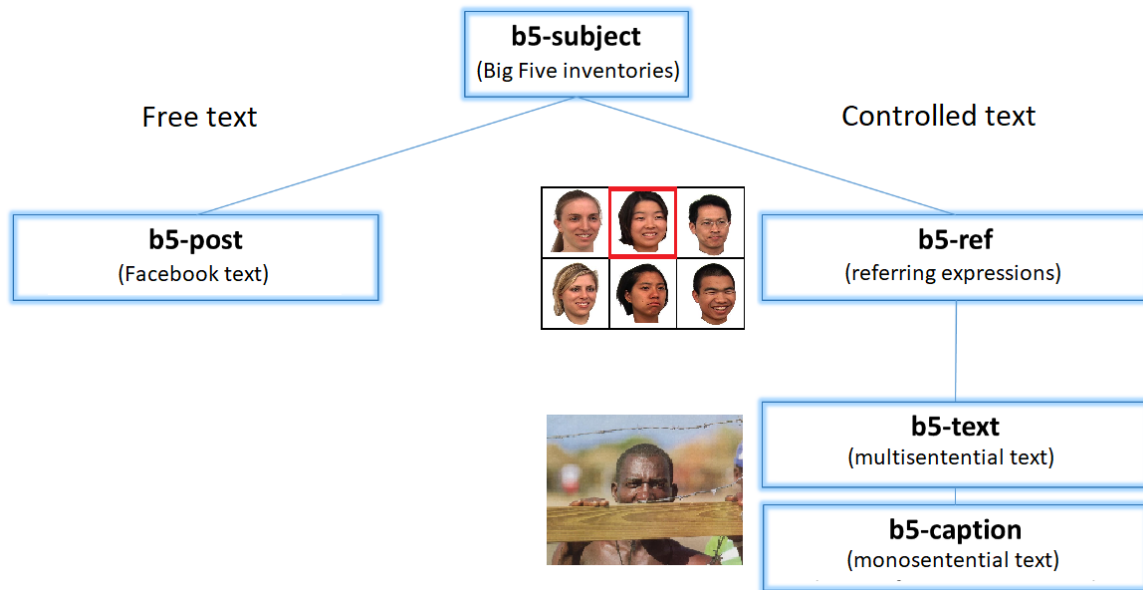 b5-subject
(Big Five inventories)
Free text
Controlled text
b5-post
(Facebook text)
b5-ref
(referring expressions)
b5-text
(multisentential text)
b5-caption
(monosentential text)